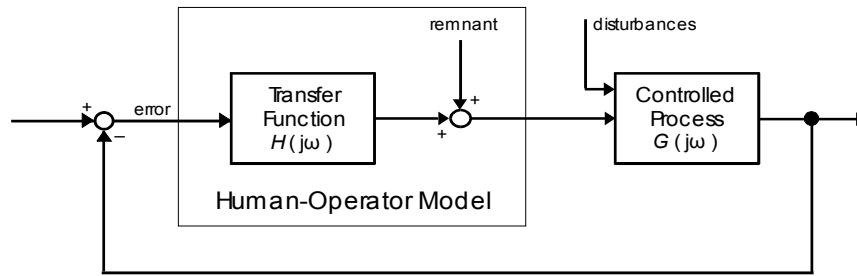 remnant
disturbances
+
error
−
Transfer
Function
H(jω)
+
+
Controlled
Process
G(jω)
Human-Operator Model